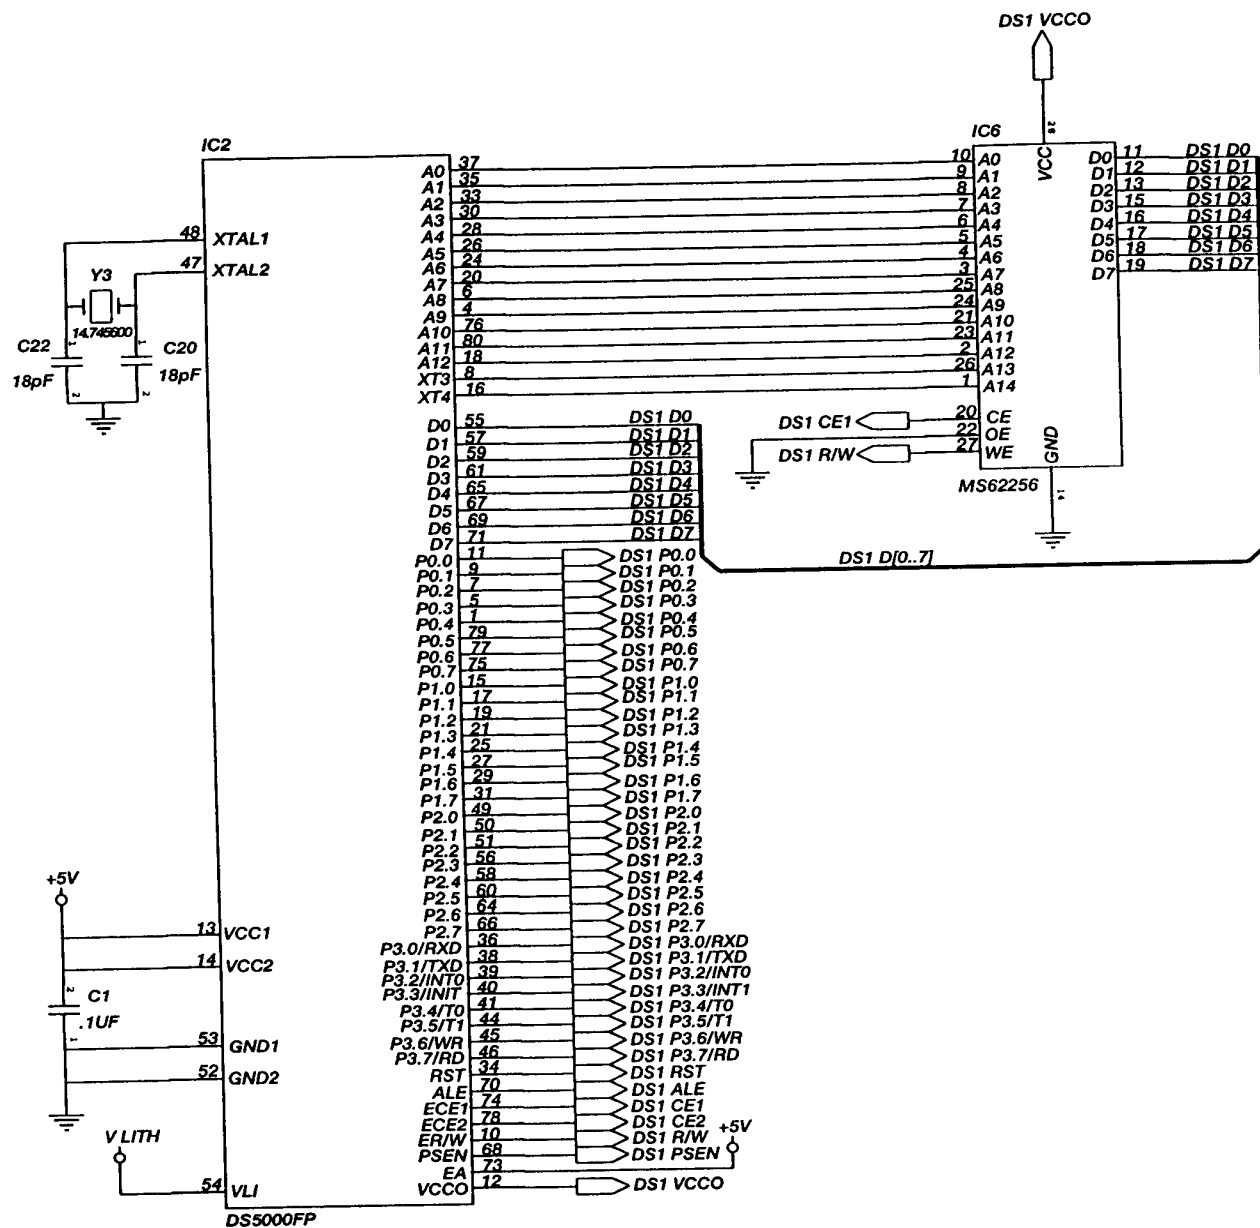 DS1 VCCO
IC2
IC6
28
VCC
37 A0 10 A0 D0 11 DS1 D0
35 A1 9 A1 D1 12 DS1 D1
33 A2 8 A2 D2 13 DS1 D2
30 A3 7 A3 D3 15 DS1 D3
28 A4 6 A4 D4 16 DS1 D4
26 A5 5 A5 D5 17 DS1 D5
24 A6 4 A6 D6 18 DS1 D6
20 A7 3 A7 D7 19 DS1 D7
6 A8 25 A8
4 A9 24 A9
76 A10 21 A10
80 A11 23 A11
18 A12 2 A12
8 XT3 26 A13
16 XT4 1 A14
48 XTAL1
47 XTAL2
Y3
14.745600
1
1
C22
C20
18pF
18pF
2
2
DS1 CE1 20 CE
22 OE
DS1 R/W 27 WE
GND
14
MS62256
D0 55 DS1 D0
D1 57 DS1 D1
D2 59 DS1 D2
D3 61 DS1 D3
D4 65 DS1 D4
D5 67 DS1 D5
D6 69 DS1 D6
D7 71 DS1 D7
DS1 D[0..7]
P0.0 11 DS1 P0.0
P0.1 9 DS1 P0.1
P0.2 7 DS1 P0.2
P0.3 5 DS1 P0.3
P0.4 1 DS1 P0.4
P0.5 79 DS1 P0.5
P0.6 77 DS1 P0.6
P0.7 75 DS1 P0.7
P1.0 15 DS1 P1.0
P1.1 17 DS1 P1.1
P1.2 19 DS1 P1.2
P1.3 21 DS1 P1.3
P1.4 25 DS1 P1.4
P1.5 27 DS1 P1.5
P1.6 29 DS1 P1.6
P1.7 31 DS1 P1.7
P2.0 49 DS1 P2.0
P2.1 50 DS1 P2.1
P2.2 51 DS1 P2.2
P2.3 56 DS1 P2.3
P2.4 58 DS1 P2.4
P2.5 60 DS1 P2.5
P2.6 64 DS1 P2.6
P2.7 66 DS1 P2.7
P3.0/RXD 36 DS1 P3.0/RXD
P3.1/TXD 38 DS1 P3.1/TXD
P3.2/INT0 39 DS1 P3.2/INT0
P3.3/INIT 40 DS1 P3.3/INT1
P3.4/T0 41 DS1 P3.4/T0
P3.5/T1 44 DS1 P3.5/T1
P3.6/WR 45 DS1 P3.6/WR
P3.7/RD 46 DS1 P3.7/RD
RST 34 DS1 RST
ALE 70 DS1 ALE
ECE1 74 DS1 CE1
ECE2 78 DS1 CE2
ER/W 10 DS1 R/W
PSEN 68 DS1 PSEN
EA 73 +5V
VCCO 12 DS1 VCCO
+5V
13 VCC1
14 VCC2
2
C1
.1UF
1
53 GND1
52 GND2
V LITH
54 VLI
DS5000FP